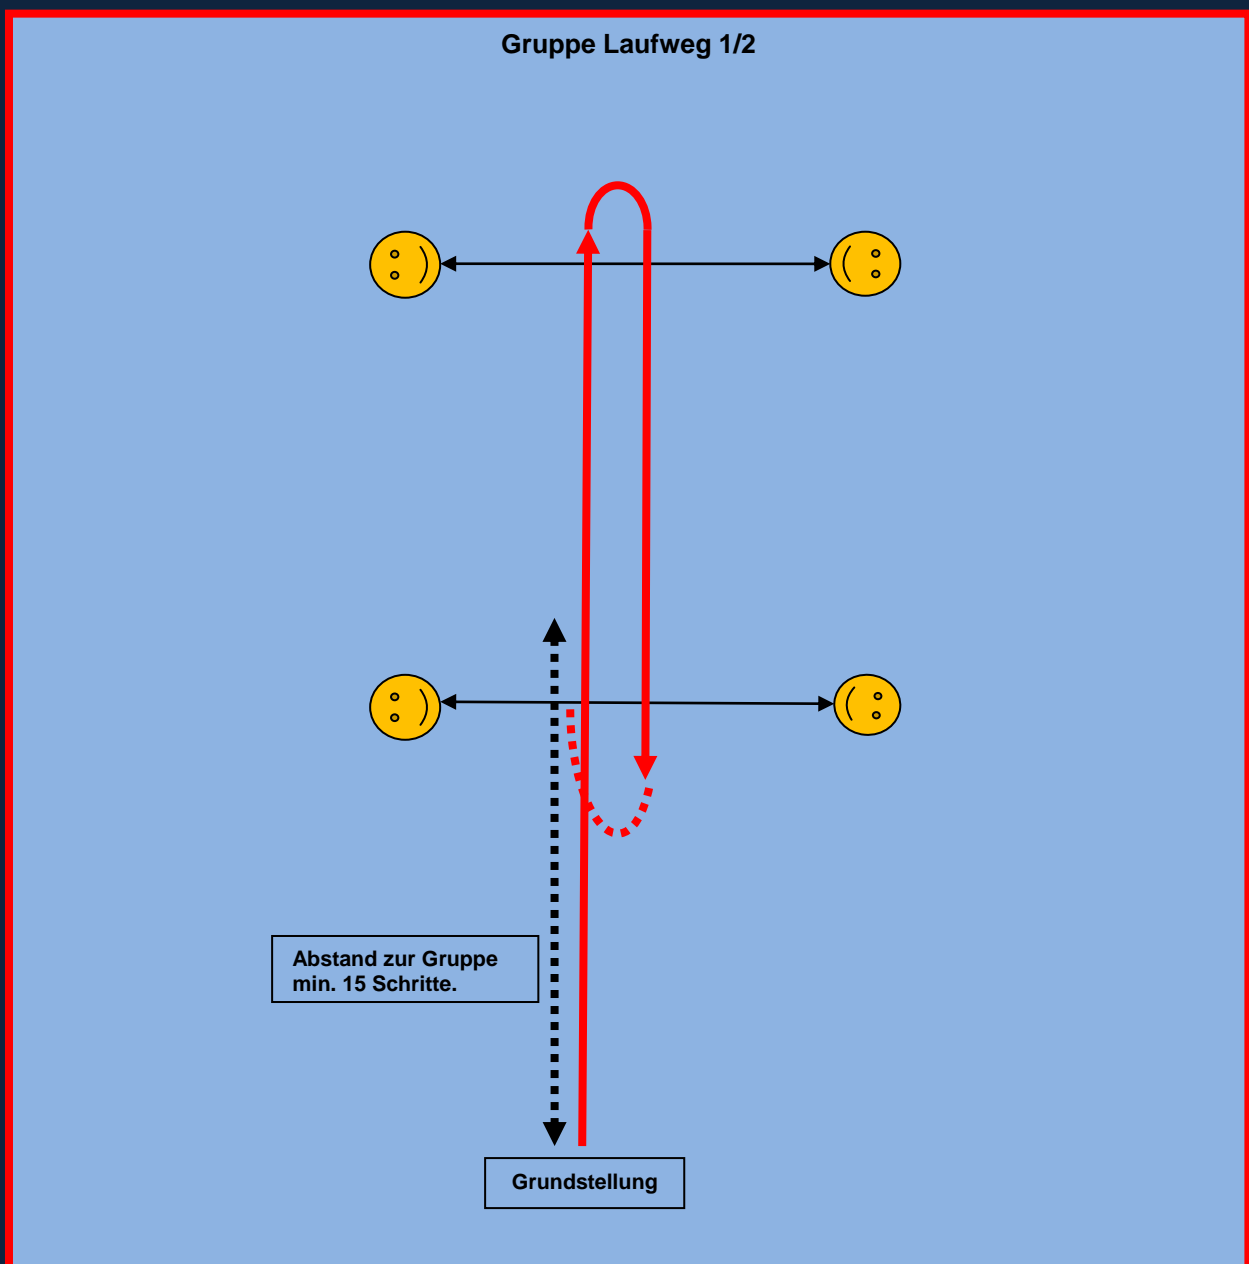 Gruppe Laufweg 1/2
Abstand zur Gruppe
min. 15 Schritte.
Grundstellung